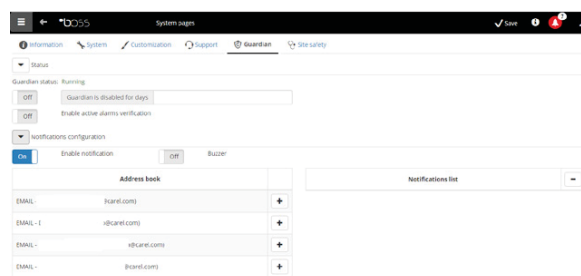 boss System pages Save
Information System Customization Support Guardian Site safety
Status
Guardian status: Running
Off Guardian is disabled for days
Off Enable active alarms verification
Notifications configuration
On Enable notification Off Buzzer
Address book Notifications list
EMAIL - @carel.com)
EMAIL - @carel.com)
EMAIL - @carel.com)
EMAIL - @carel.com)